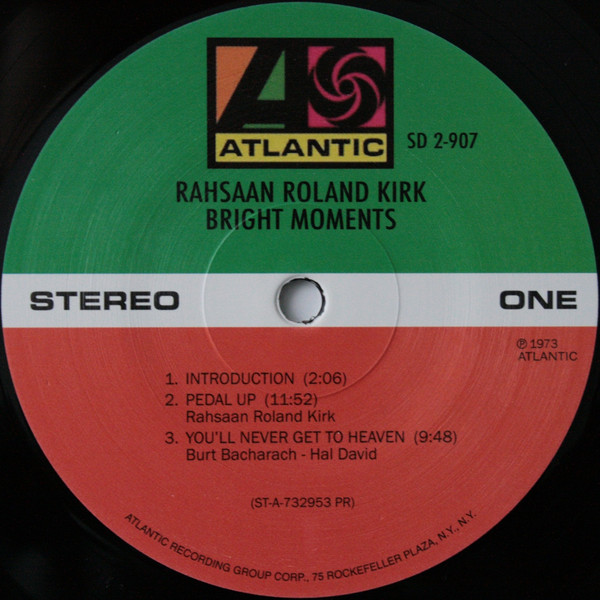 ATLANTIC
SD 2-907
RAHSAAN ROLAND KIRK
BRIGHT MOMENTS
STEREO
ONE
℗ 1973
ATLANTIC
1. INTRODUCTION (2:06)
2. PEDAL UP (11:52)
Rahsaan Roland Kirk
3. YOU'LL NEVER GET TO HEAVEN (9:48)
Burt Bacharach - Hal David
(ST-A-732953 PR)
ATLANTIC RECORDING GROUP CORP., 75 ROCKEFELLER PLAZA, N.Y., N.Y.